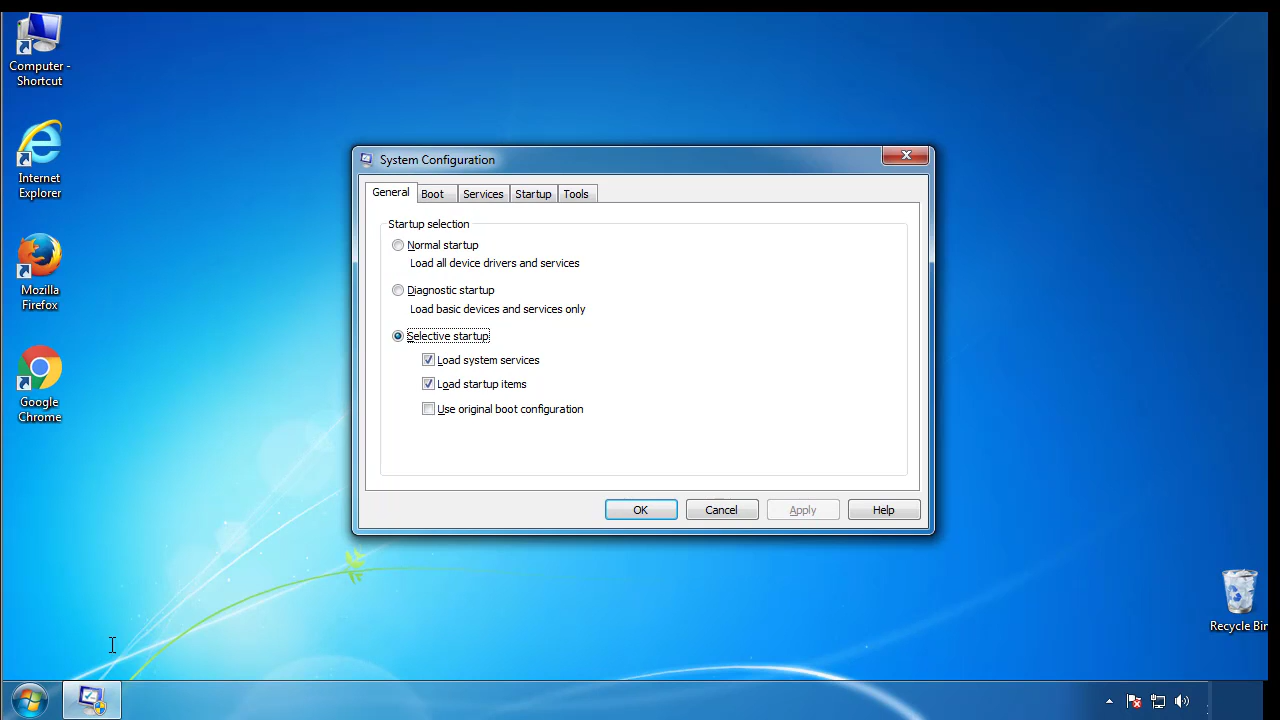 Computer -
Shortcut
Internet
Explorer
Mozilla
Firefox
Google
Chrome
System Configuration
General Boot Services Startup Tools
Startup selection
Normal startup
Load all device drivers and services
Diagnostic startup
Load basic devices and services only
Selective startup
Load system services
Load startup items
Use original boot configuration
OK Cancel Apply Help
Recycle Bin